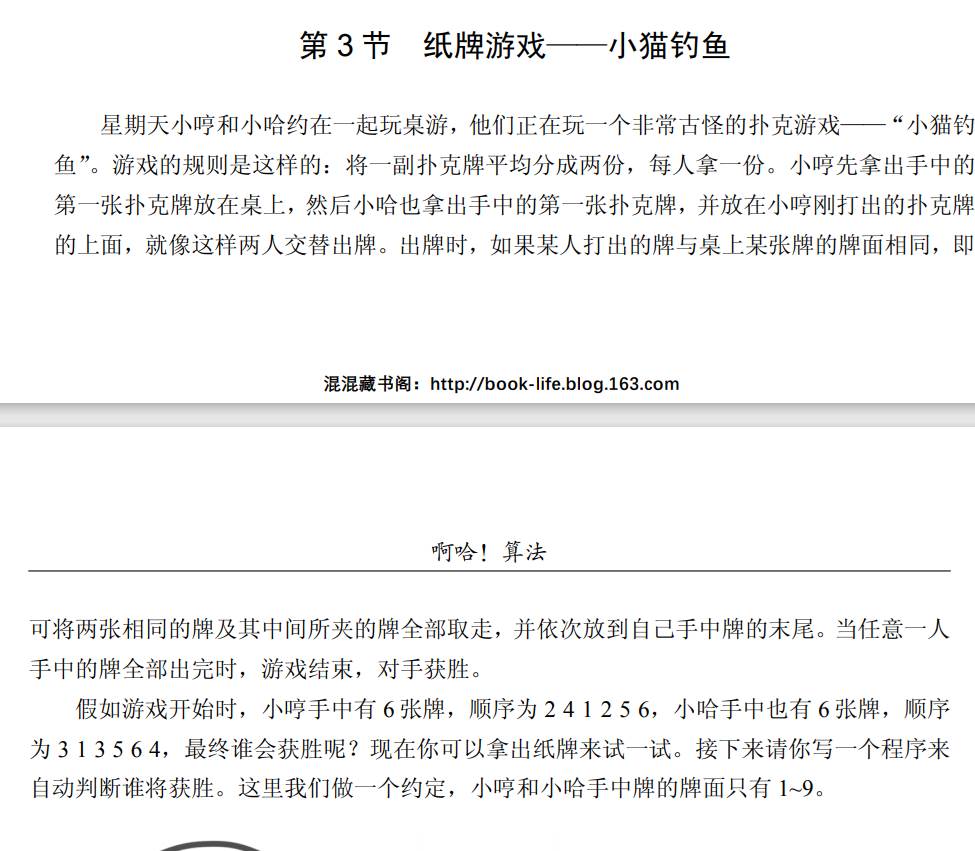 第 3 节 纸牌游戏——小猫钓鱼
星期天小哼和小哈约在一起玩桌游，他们正在玩一个非常古怪的扑克游戏——“小猫钓
鱼”。游戏的规则是这样的：将一副扑克牌平均分成两份，每人拿一份。小哼先拿出手中的
第一张扑克牌放在桌上，然后小哈也拿出手中的第一张扑克牌，并放在小哼刚打出的扑克牌
的上面，就像这样两人交替出牌。出牌时，如果某人打出的牌与桌上某张牌的牌面相同，即
混混藏书阁：http://book-life.blog.163.com
啊哈！算法
可将两张相同的牌及其中间所夹的牌全部取走，并依次放到自己手中牌的末尾。当任意一人
手中的牌全部出完时，游戏结束，对手获胜。
假如游戏开始时，小哼手中有 6 张牌，顺序为 2 4 1 2 5 6，小哈手中也有 6 张牌，顺序
为 3 1 3 5 6 4，最终谁会获胜呢？现在你可以拿出纸牌来试一试。接下来请你写一个程序来
自动判断谁将获胜。这里我们做一个约定，小哼和小哈手中牌的牌面只有 1~9。